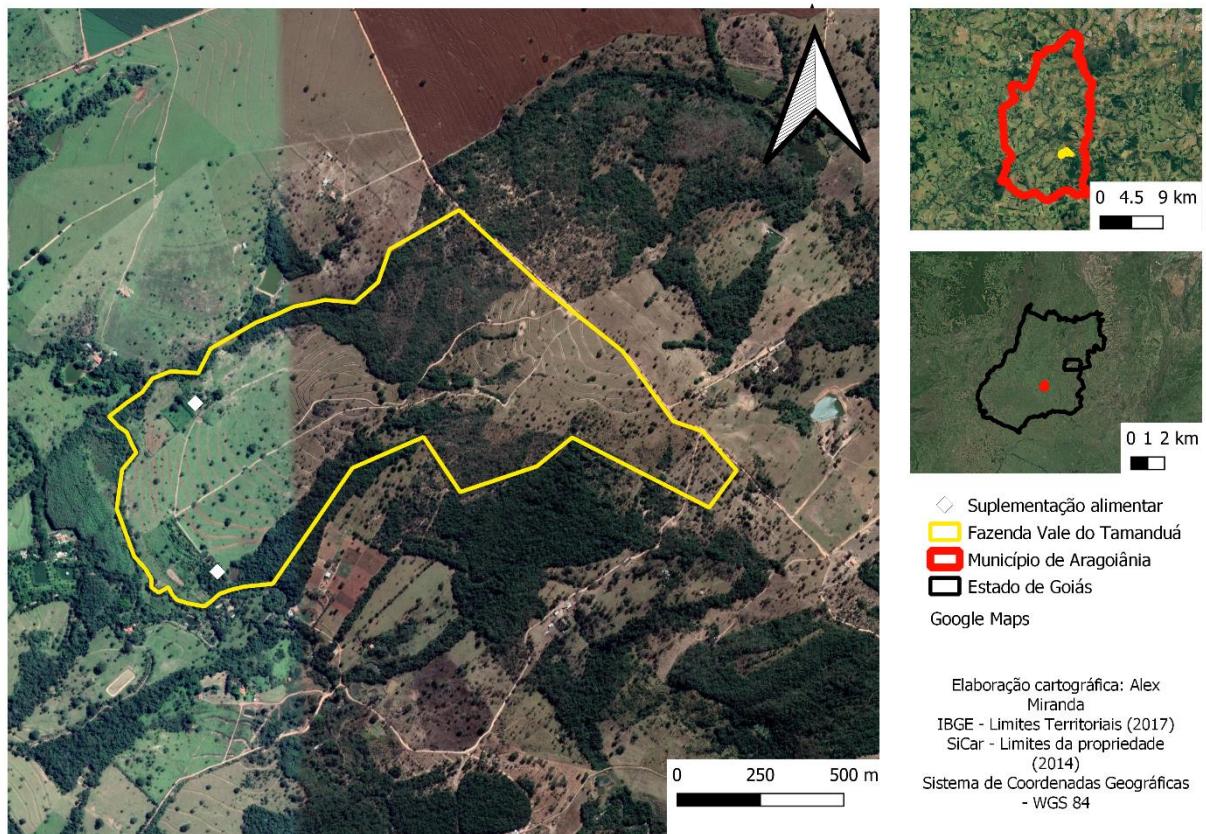 0 4.5 9 km
0 1 2 km
Suplementação alimentar
Fazenda Vale do Tamanduá
Município de Aragoiânia
Estado de Goiás
Google Maps
Elaboração cartográfica: Alex
Miranda
IBGE - Limites Territoriais (2017)
SiCar - Limites da propriedade
(2014)
Sistema de Coordenadas Geográficas
- WGS 84
0 250 500 m